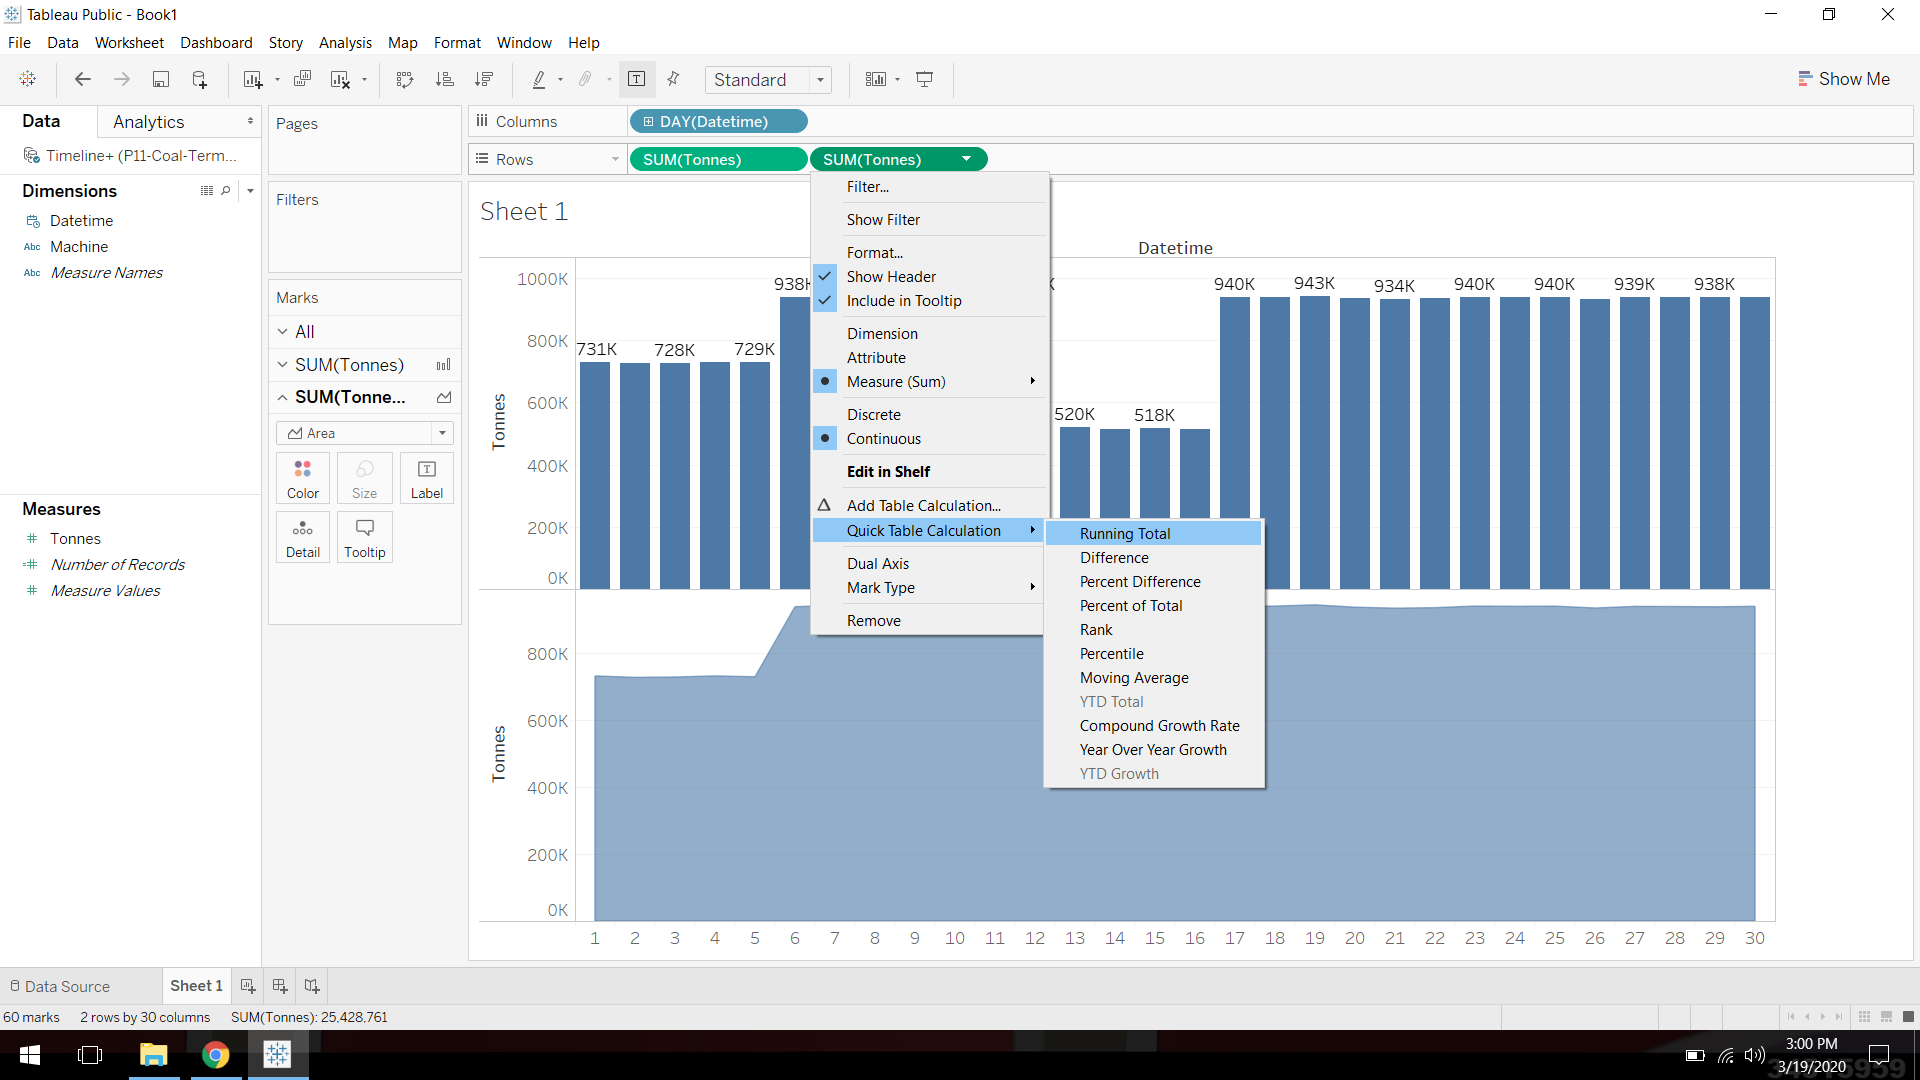 Tableau Public - Book1
File Data Worksheet Dashboard Story Analysis Map Format Window Help
Standard
Show Me
Data Analytics
Timeline+ (P11-Coal-Term...
Dimensions
Datetime
Abc Machine
Abc Measure Names
Measures
Tonnes
Number of Records
Measure Values
Pages
Filters
Marks
All
SUM(Tonnes)
SUM(Tonne...
Area
Color Size Label
Detail Tooltip
Columns DAY(Datetime)
Rows SUM(Tonnes) SUM(Tonnes)
Sheet 1
Datetime
1000K
800K
600K
400K
200K
0K
Tonnes
731K 728K 729K 938K 520K 518K 940K 943K 934K 940K 940K 939K 938K
800K
600K
400K
200K
0K
Tonnes
1 2 3 4 5 6 7 8 9 10 11 12 13 14 15 16 17 18 19 20 21 22 23 24 25 26 27 28 29 30
Filter...
Show Filter
Format...
Show Header
Include in Tooltip
Dimension
Attribute
Measure (Sum)
Discrete
Continuous
Edit in Shelf
Add Table Calculation...
Quick Table Calculation
Dual Axis
Mark Type
Remove
Running Total
Difference
Percent Difference
Percent of Total
Rank
Percentile
Moving Average
YTD Total
Compound Growth Rate
Year Over Year Growth
YTD Growth
Data Source Sheet 1
60 marks 2 rows by 30 columns SUM(Tonnes): 25,428,761
3:00 PM
3/19/2020